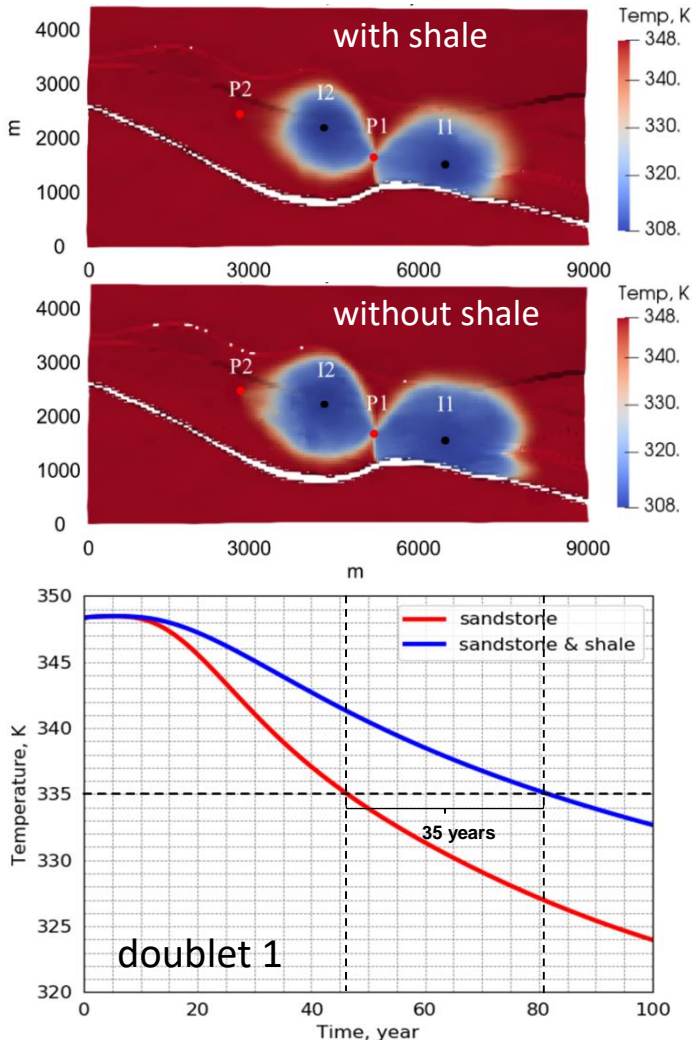 Temp, K
with shale
4000
348.
3000
340.
m
P2
I2
330.
2000
P1
I1
320.
1000
308.
0
0
3000
6000
9000
Temp, K
without shale
4000
348.
3000
340.
P2
I2
330.
2000
P1
I1
320.
1000
308.
0
0
3000
6000
9000
m
350
sandstone
sandstone & shale
345
340
335
35 years
330
325
doublet 1
320
Temperature, K
0
20
40
60
80
100
Time, year